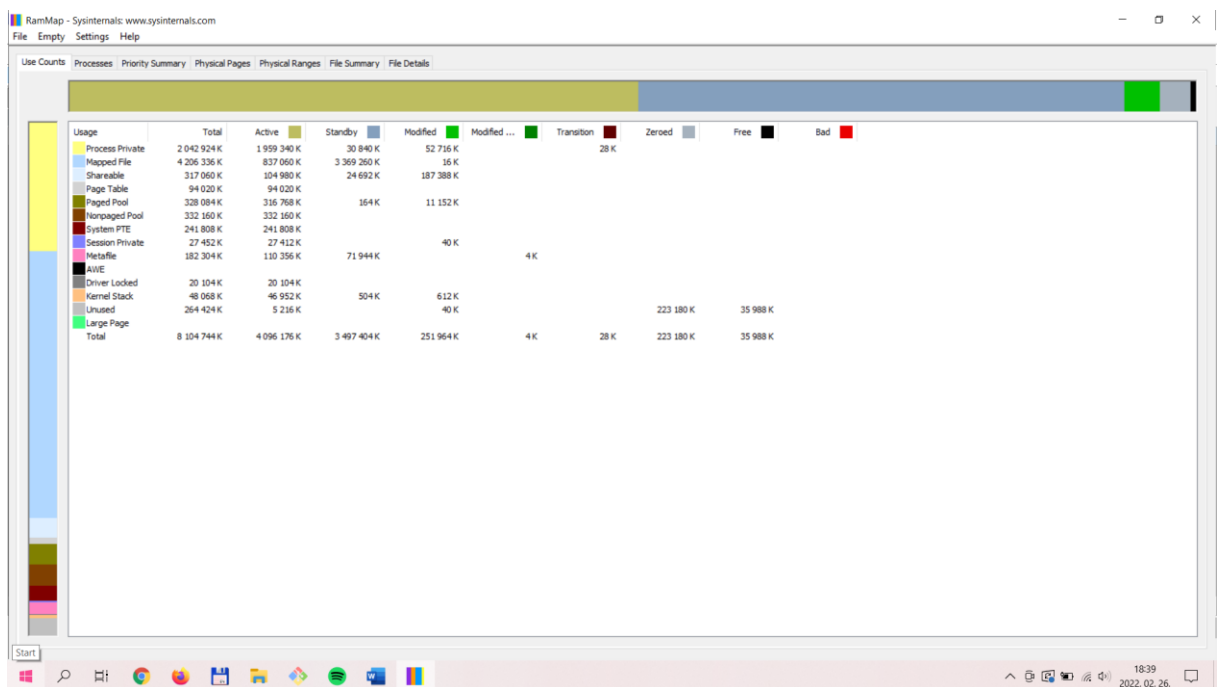 RamMap - Sysinternals: www.sysinternals.com
File Empty Settings Help
Use Counts Processes Priority Summary Physical Pages Physical Ranges File Summary File Details
Usage Total Active Standby Modified Modified ... Transition Zeroed Free Bad
Process Private 2 042 924 K 1 959 340 K 30 840 K 52 716 K 28 K
Mapped File 4 206 336 K 837 060 K 3 369 260 K 16 K
Shareable 317 060 K 104 980 K 24 692 K 187 388 K
Page Table 94 020 K 94 020 K
Paged Pool 328 084 K 316 768 K 164 K 11 152 K
Nonpaged Pool 332 160 K 332 160 K
System PTE 241 808 K 241 808 K
Session Private 27 452 K 27 412 K 40 K
Metafile 182 304 K 110 356 K 71 944 K 4 K
AWE
Driver Locked 20 104 K 20 104 K
Kernel Stack 48 068 K 46 952 K 504 K 612 K
Unused 264 424 K 5 216 K 40 K 223 180 K 35 988 K
Large Page
Total 8 104 744 K 4 096 176 K 3 497 404 K 251 964 K 4 K 28 K 223 180 K 35 988 K
Start
18:39
2022. 02. 26.